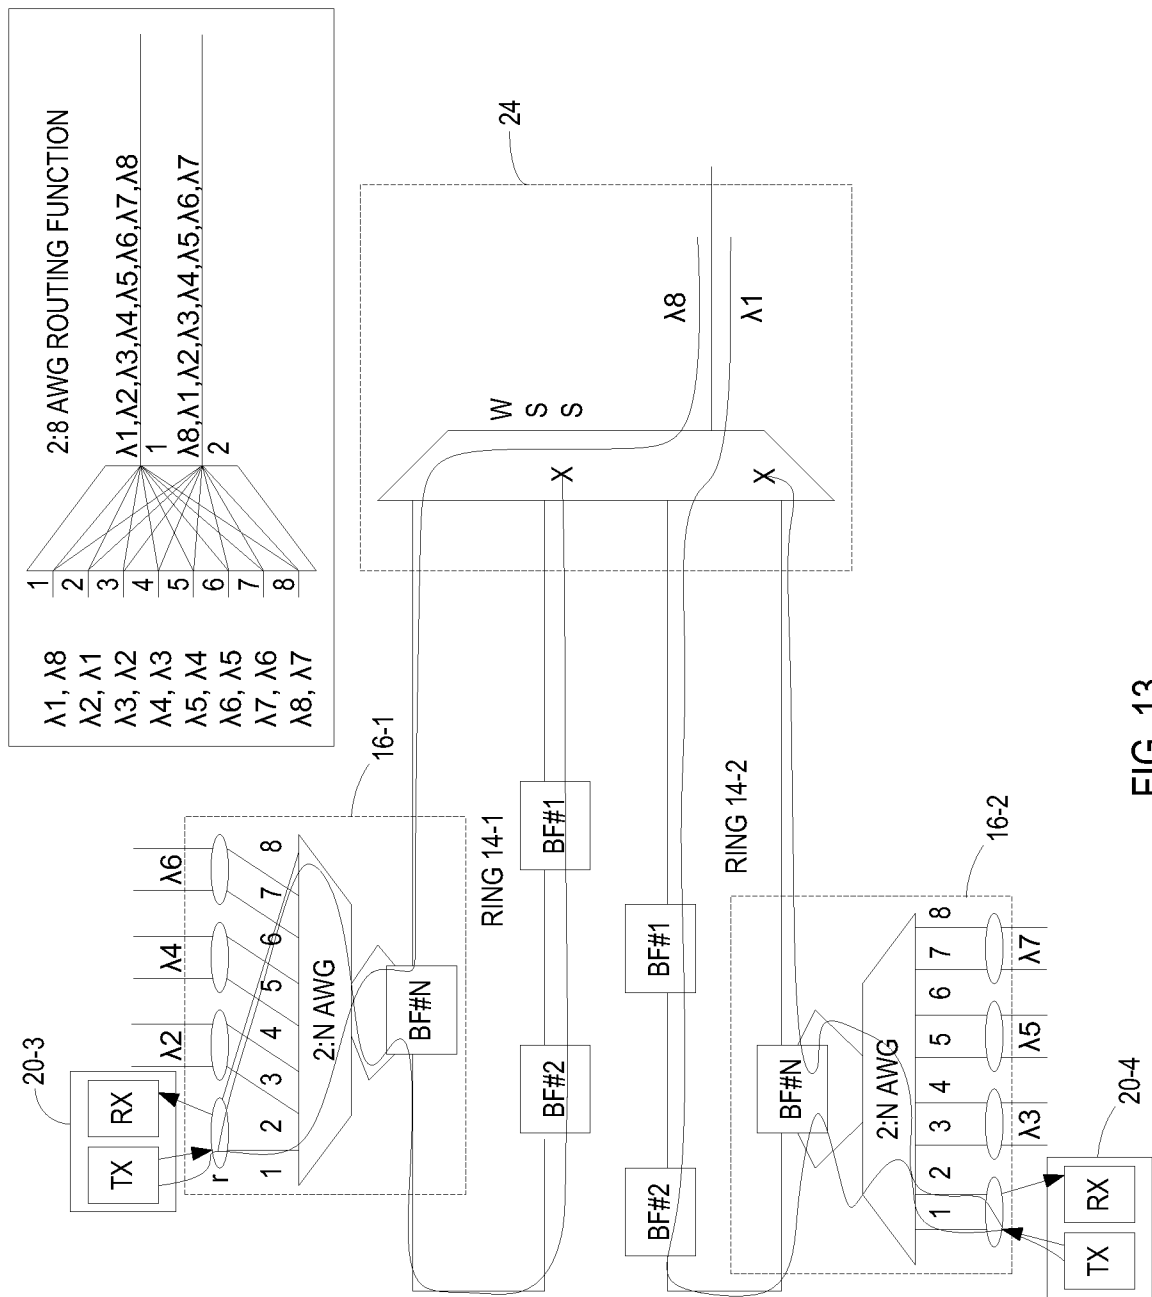 2:8 AWG ROUTING FUNCTION
λ1, λ8
λ2, λ1
λ3, λ2
λ4, λ3
λ5, λ4
λ6, λ5
λ7, λ6
λ8, λ7
1
2
3
4
5
6
7
8
λ1,λ2,λ3,λ4,λ5,λ6,λ7,λ8
1
λ8,λ1,λ2,λ3,λ4,λ5,λ6,λ7
2
20-3
TX
RX
λ2
λ4
λ6
r
1
2
3
4
5
6
7
8
2:N AWG
16-1
BF#N
RING 14-1
BF#2
BF#1
24
W
S
S
X
X
λ8
λ1
BF#2
BF#1
RING 14-2
BF#N
16-2
2:N AWG
1
2
3
4
5
6
7
8
λ3
λ5
λ7
TX
RX
20-4
FIG. 13